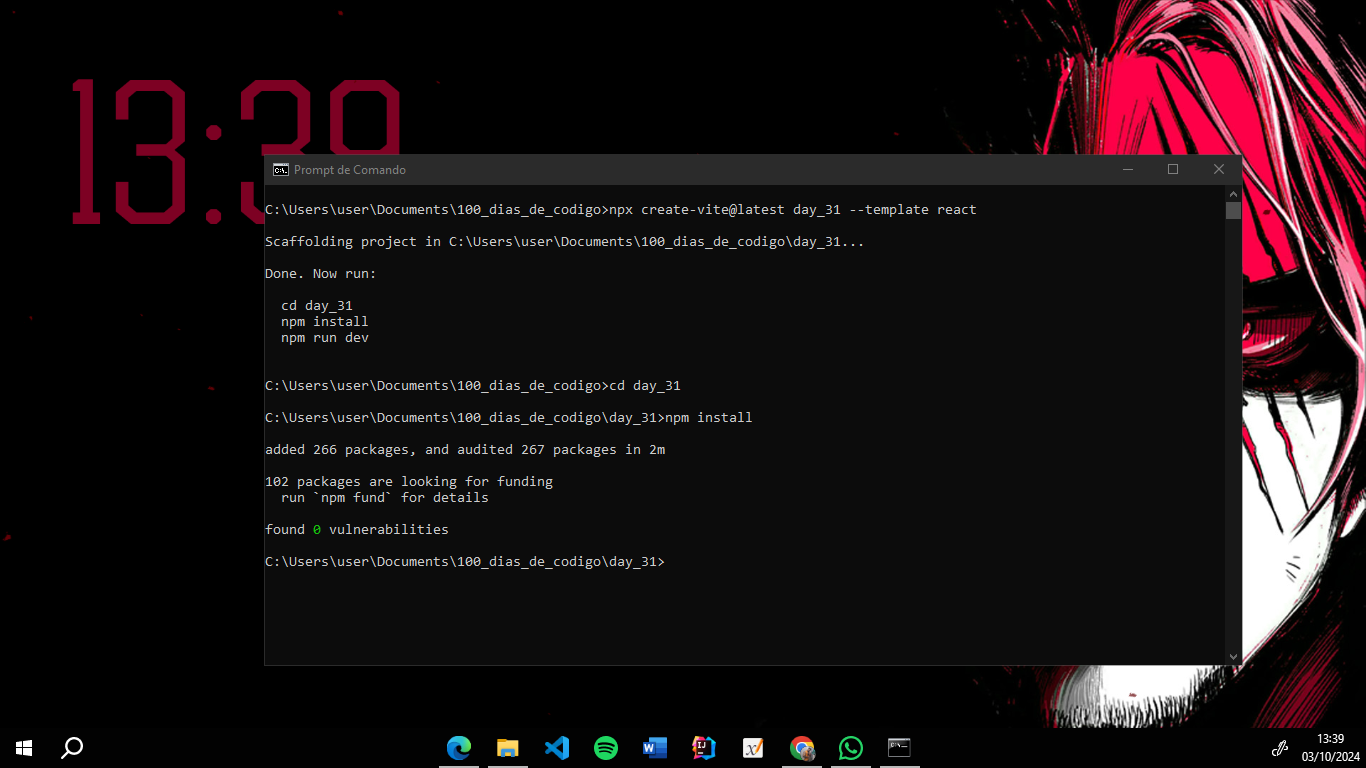 13:39
Prompt de Comando
C:\Users\user\Documents\100_dias_de_codigo>npx create-vite@latest day_31 --template react
Scaffolding project in C:\Users\user\Documents\100_dias_de_codigo\day_31...
Done. Now run:
cd day_31
npm install
npm run dev
C:\Users\user\Documents\100_dias_de_codigo>cd day_31
C:\Users\user\Documents\100_dias_de_codigo\day_31>npm install
added 266 packages, and audited 267 packages in 2m
102 packages are looking for funding
run `npm fund` for details
found 0 vulnerabilities
C:\Users\user\Documents\100_dias_de_codigo\day_31>
13:39
03/10/2024